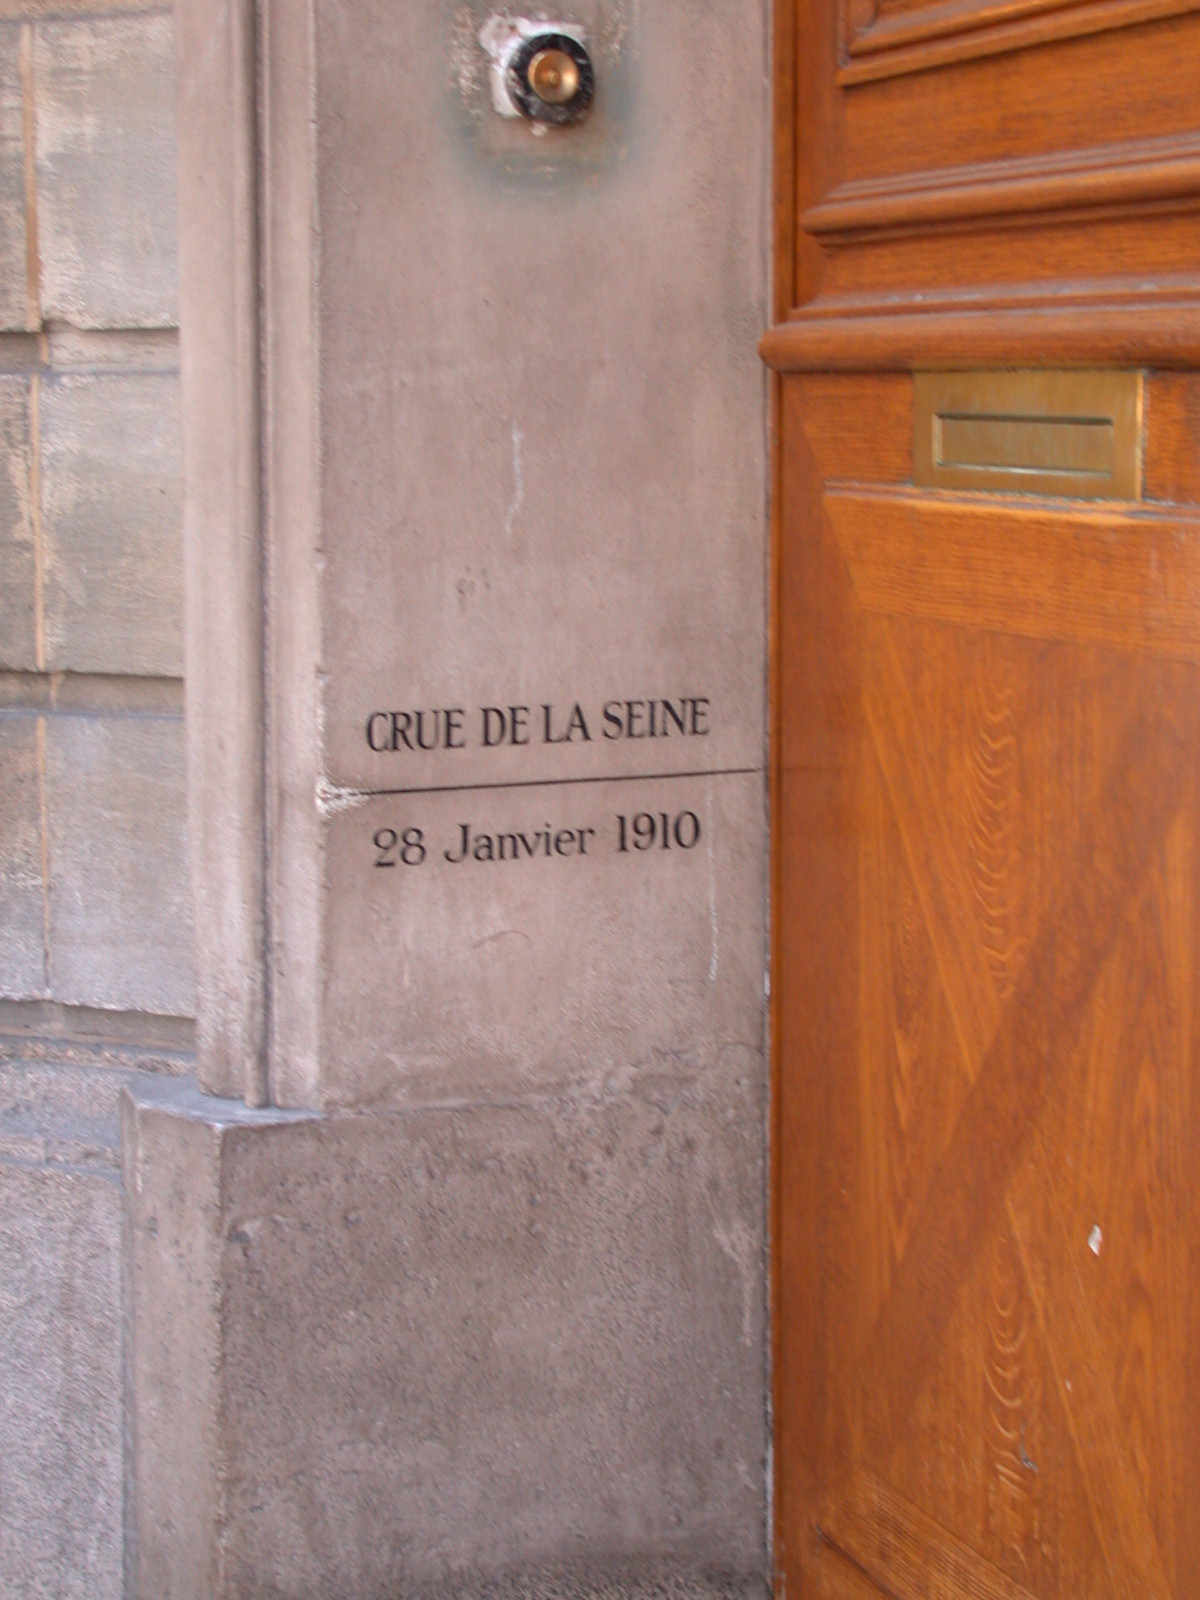 CRUE DE LA SEINE
28 Janvier 1910